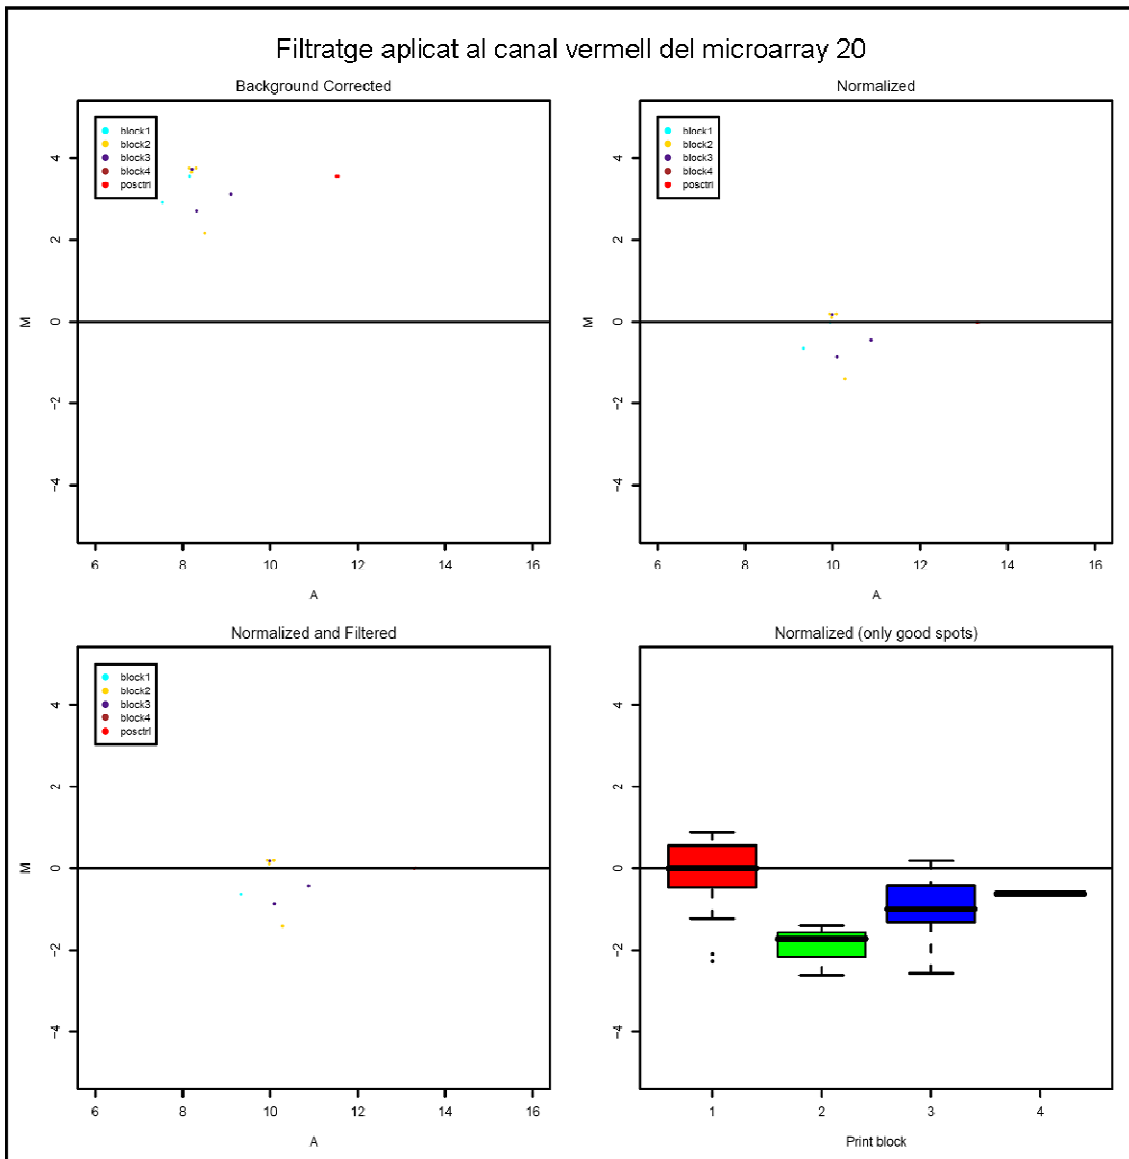 Filtratge aplicat al canal vermell del microarray 20
Background Corrected
block1
block2
block3
block4
posctrl
4
2
0
-2
-4
M
6 8 10 12 14 16
A
Normalized
block1
block2
block3
block4
posctrl
4
2
0
-2
-4
M
6 8 10 12 14 16
A
Normalized and Filtered
block1
block2
block3
block4
posctrl
4
2
0
-2
-4
M
6 8 10 12 14 16
A
Normalized (only good spots)
4
2
0
-2
-4
1 2 3 4
Print block